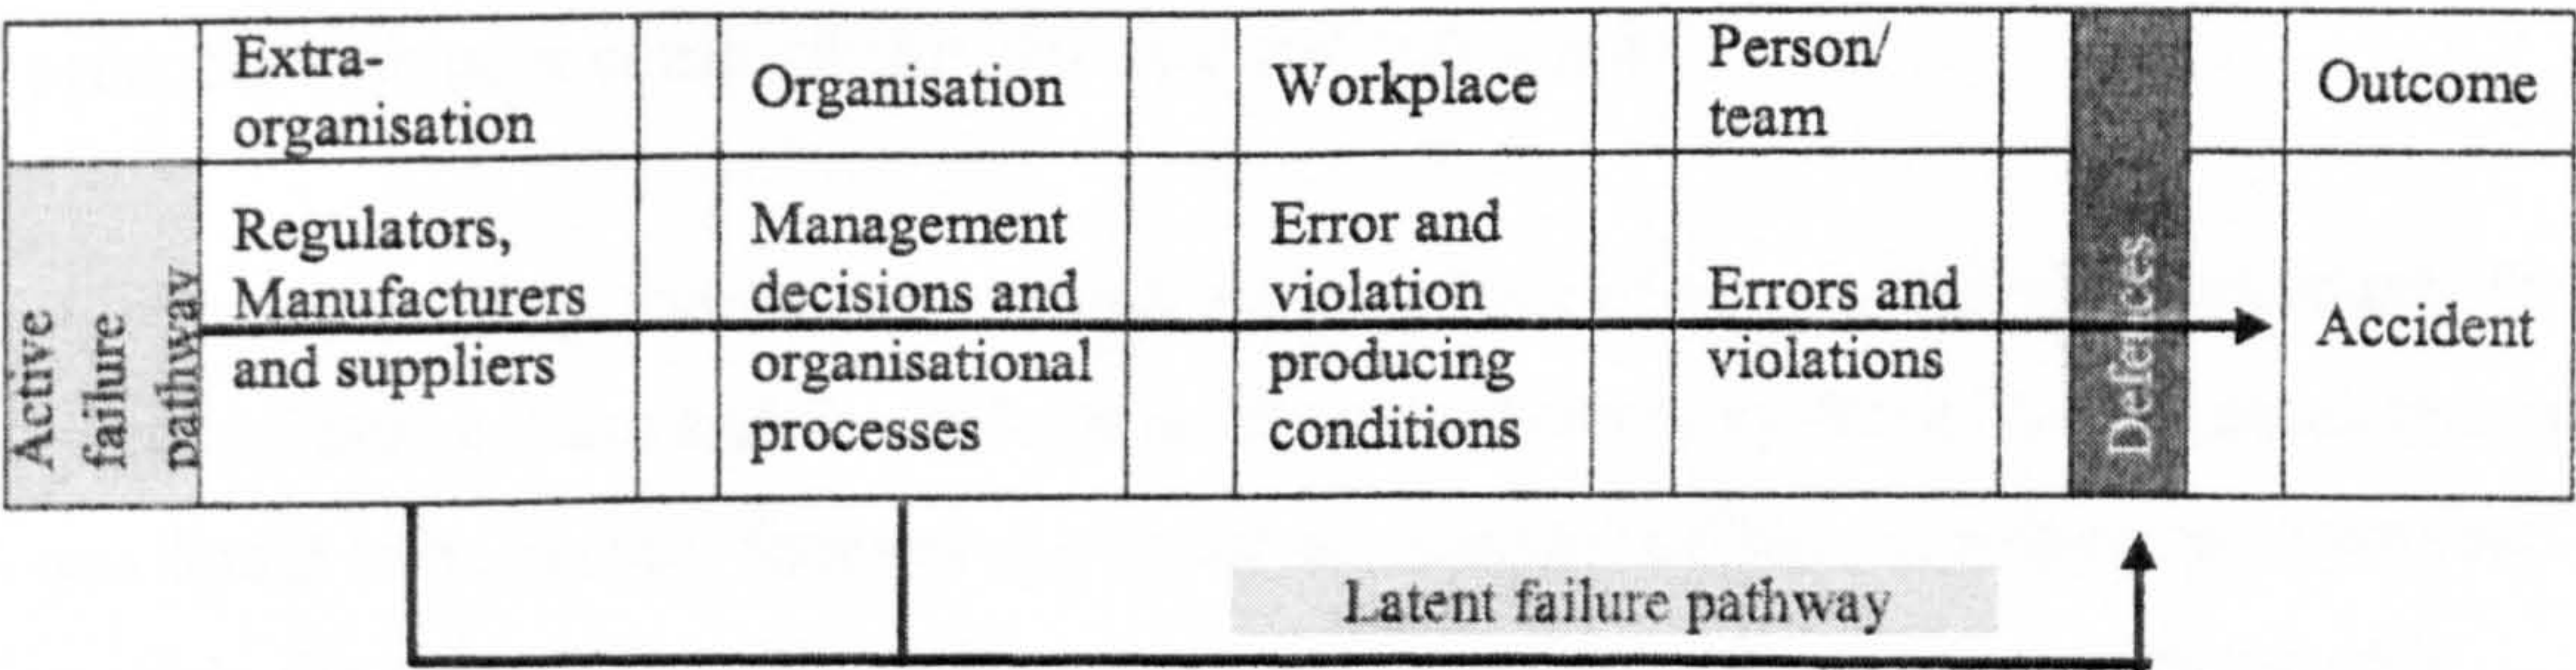 Extra-
organisation
Organisation
Workplace
Person/
team
Outcome
Active
failure
pathway
Regulators,
Manufacturers
and suppliers
Management
decisions and
organisational
processes
Error and
violation
producing
conditions
Errors and
violations
Defences
Accident
Latent failure pathway